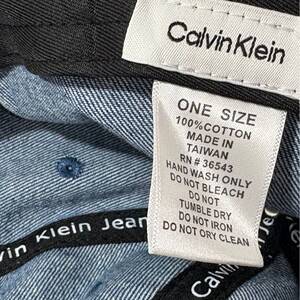 Calvin Klein
ONE SIZE
100%COTTON
MADE IN
TAIWAN
RN # 36543
HAND WASH ONLY
DO NOT BLEACH
DO NOT
TUMBLE DRY
DO NOT IRON
DO NOT DRY CLEAN
Klein Jean
Calvin